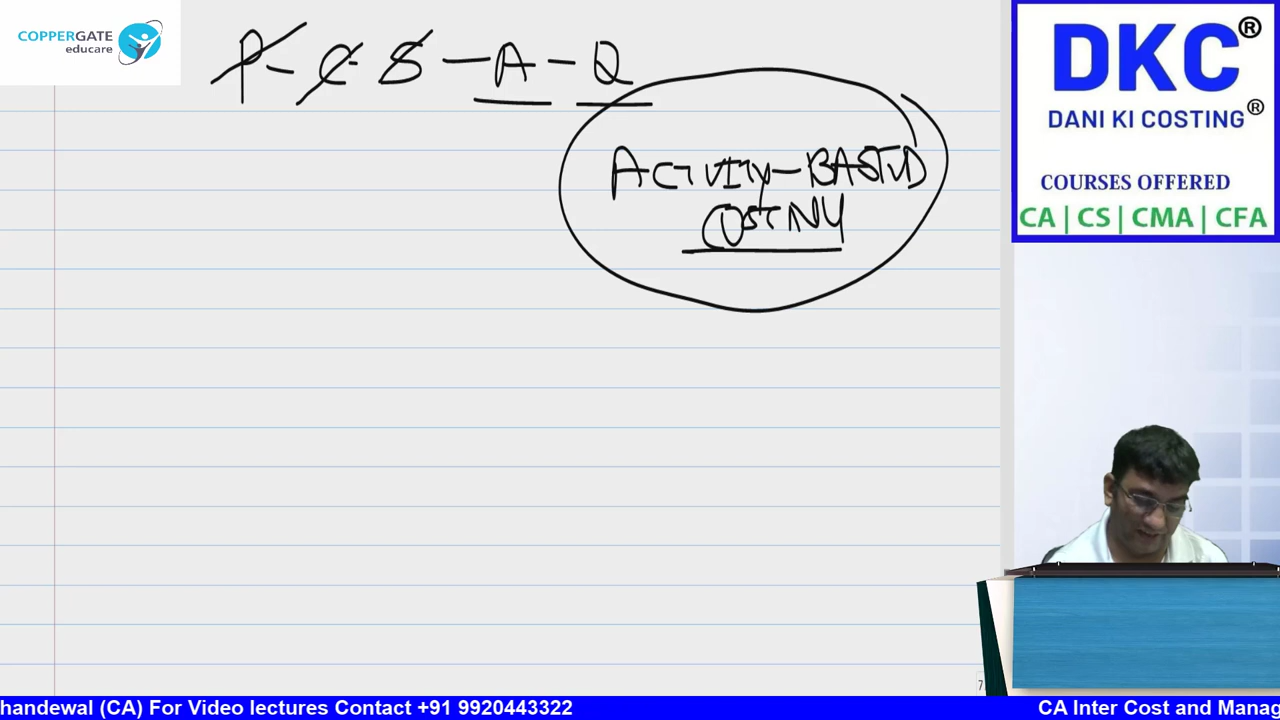 COPPERGATE
educare
P - C S - A - Q
ACTIVITY-BASED
COSTING
DKC®
DANI KI COSTING®
COURSES OFFERED
CA | CS | CMA | CFA
7
handewal (CA) For Video lectures Contact +91 9920443322
CA Inter Cost and Manag